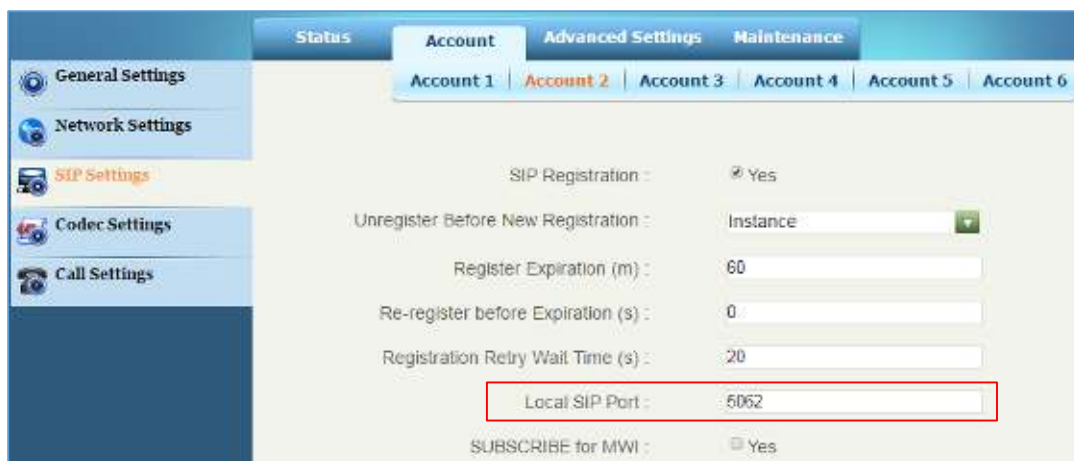 Status Account Advanced Settings Maintenance
Account 1 Account 2 Account 3 Account 4 Account 5 Account 6
General Settings
Network Settings
SIP Settings
Codec Settings
Call Settings
SIP Registration : Yes
Unregister Before New Registration : Instance
Register Expiration (m) : 60
Re-register before Expiration (s) : 0
Registration Retry Wait Time (s) : 20
Local SIP Port : 5062
SUBSCRIBE for MWI : Yes